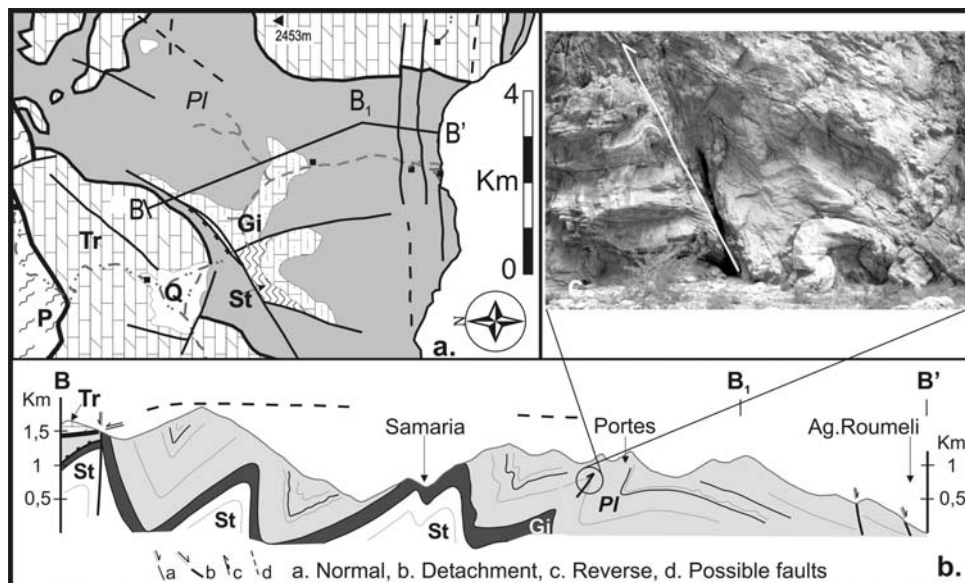 a.
2453m
Pl
B₁
B'
B
Gi
Tr
St
Q
P
4
Km
0
N
a.
B
B₁
B’
Km
Tr
1,5
1
0,5
St
Samaria
Portes
Ag.Roumeli
Km
1
0,5
Pl
St
St
Gi
a b c d a. Normal, b. Detachment, c. Reverse, d. Possible faults
b.